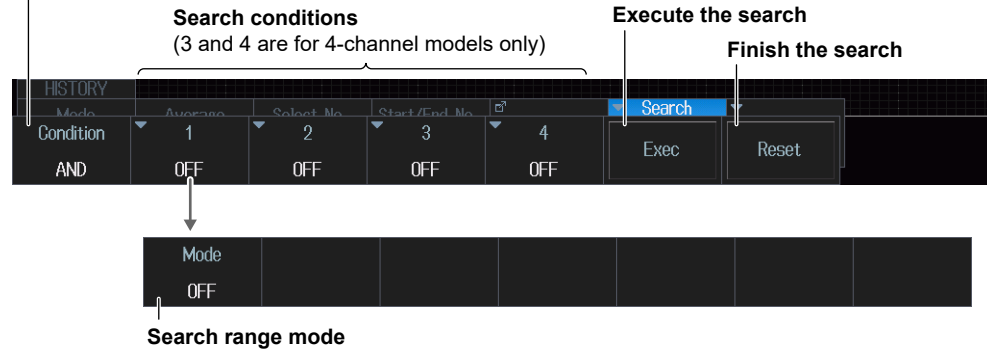 Search conditions
(3 and 4 are for 4-channel models only)
Execute the search
Finish the search
HISTORY
Mode Average Select No. Start/End No. Search
Condition 1 2 3 4 Exec Reset
AND OFF OFF OFF OFF
Mode
OFF
Search range mode